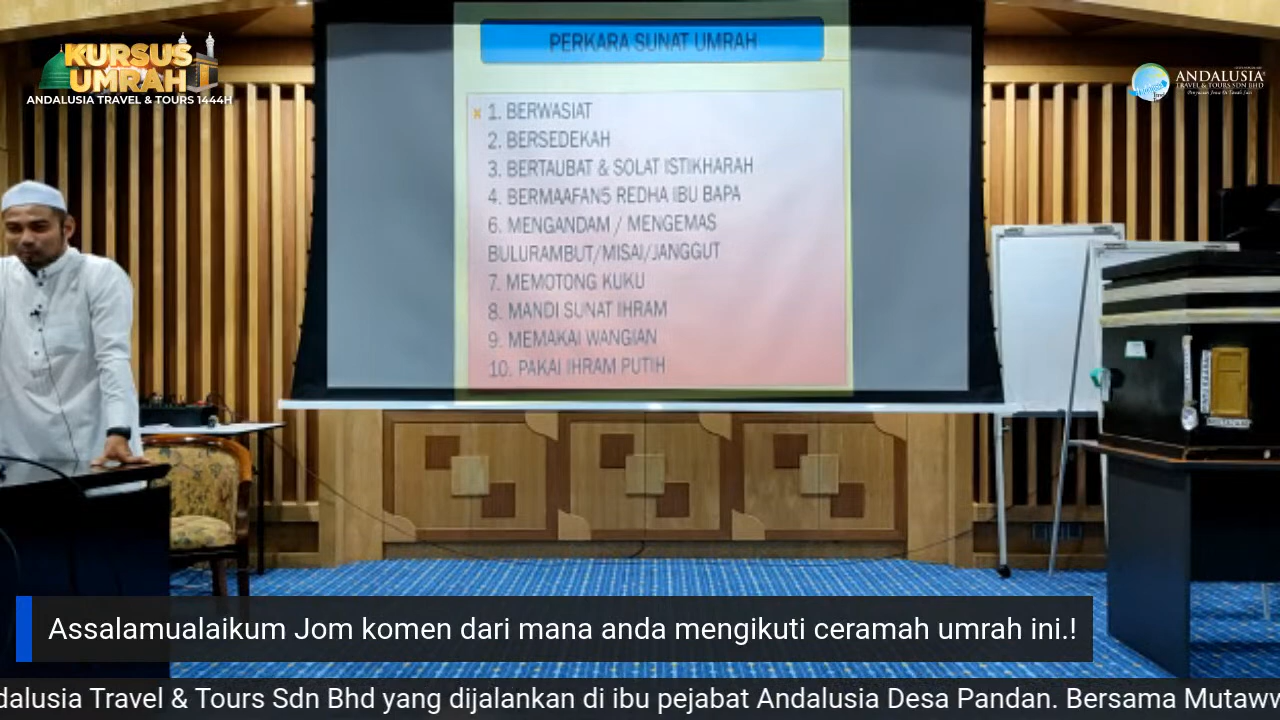 KURSUS
UMRAH
ANDALUSIA TRAVEL & TOURS 1444H
ANDALUSIA
TRAVEL & TOURS SDN BHD
PERKARA SUNAT UMRAH
1. BERWASIAT
2. BERSEDEKAH
3. BERTAUBAT & SOLAT ISTIKHARAH
4. BERMAAFAN5 REDHA IBU BAPA
6. MENGANDAM / MENGEMAS
BULURAMBUT/MISAI/JANGGUT
7. MEMOTONG KUKU
8. MANDI SUNAT IHRAM
9. MEMAKAI WANGIAN
10. PAKAI IHRAM PUTIH
Assalamualaikum Jom komen dari mana anda mengikuti ceramah umrah ini.!
dalusia Travel & Tours Sdn Bhd yang dijalankan di ibu pejabat Andalusia Desa Pandan. Bersama Mutaww